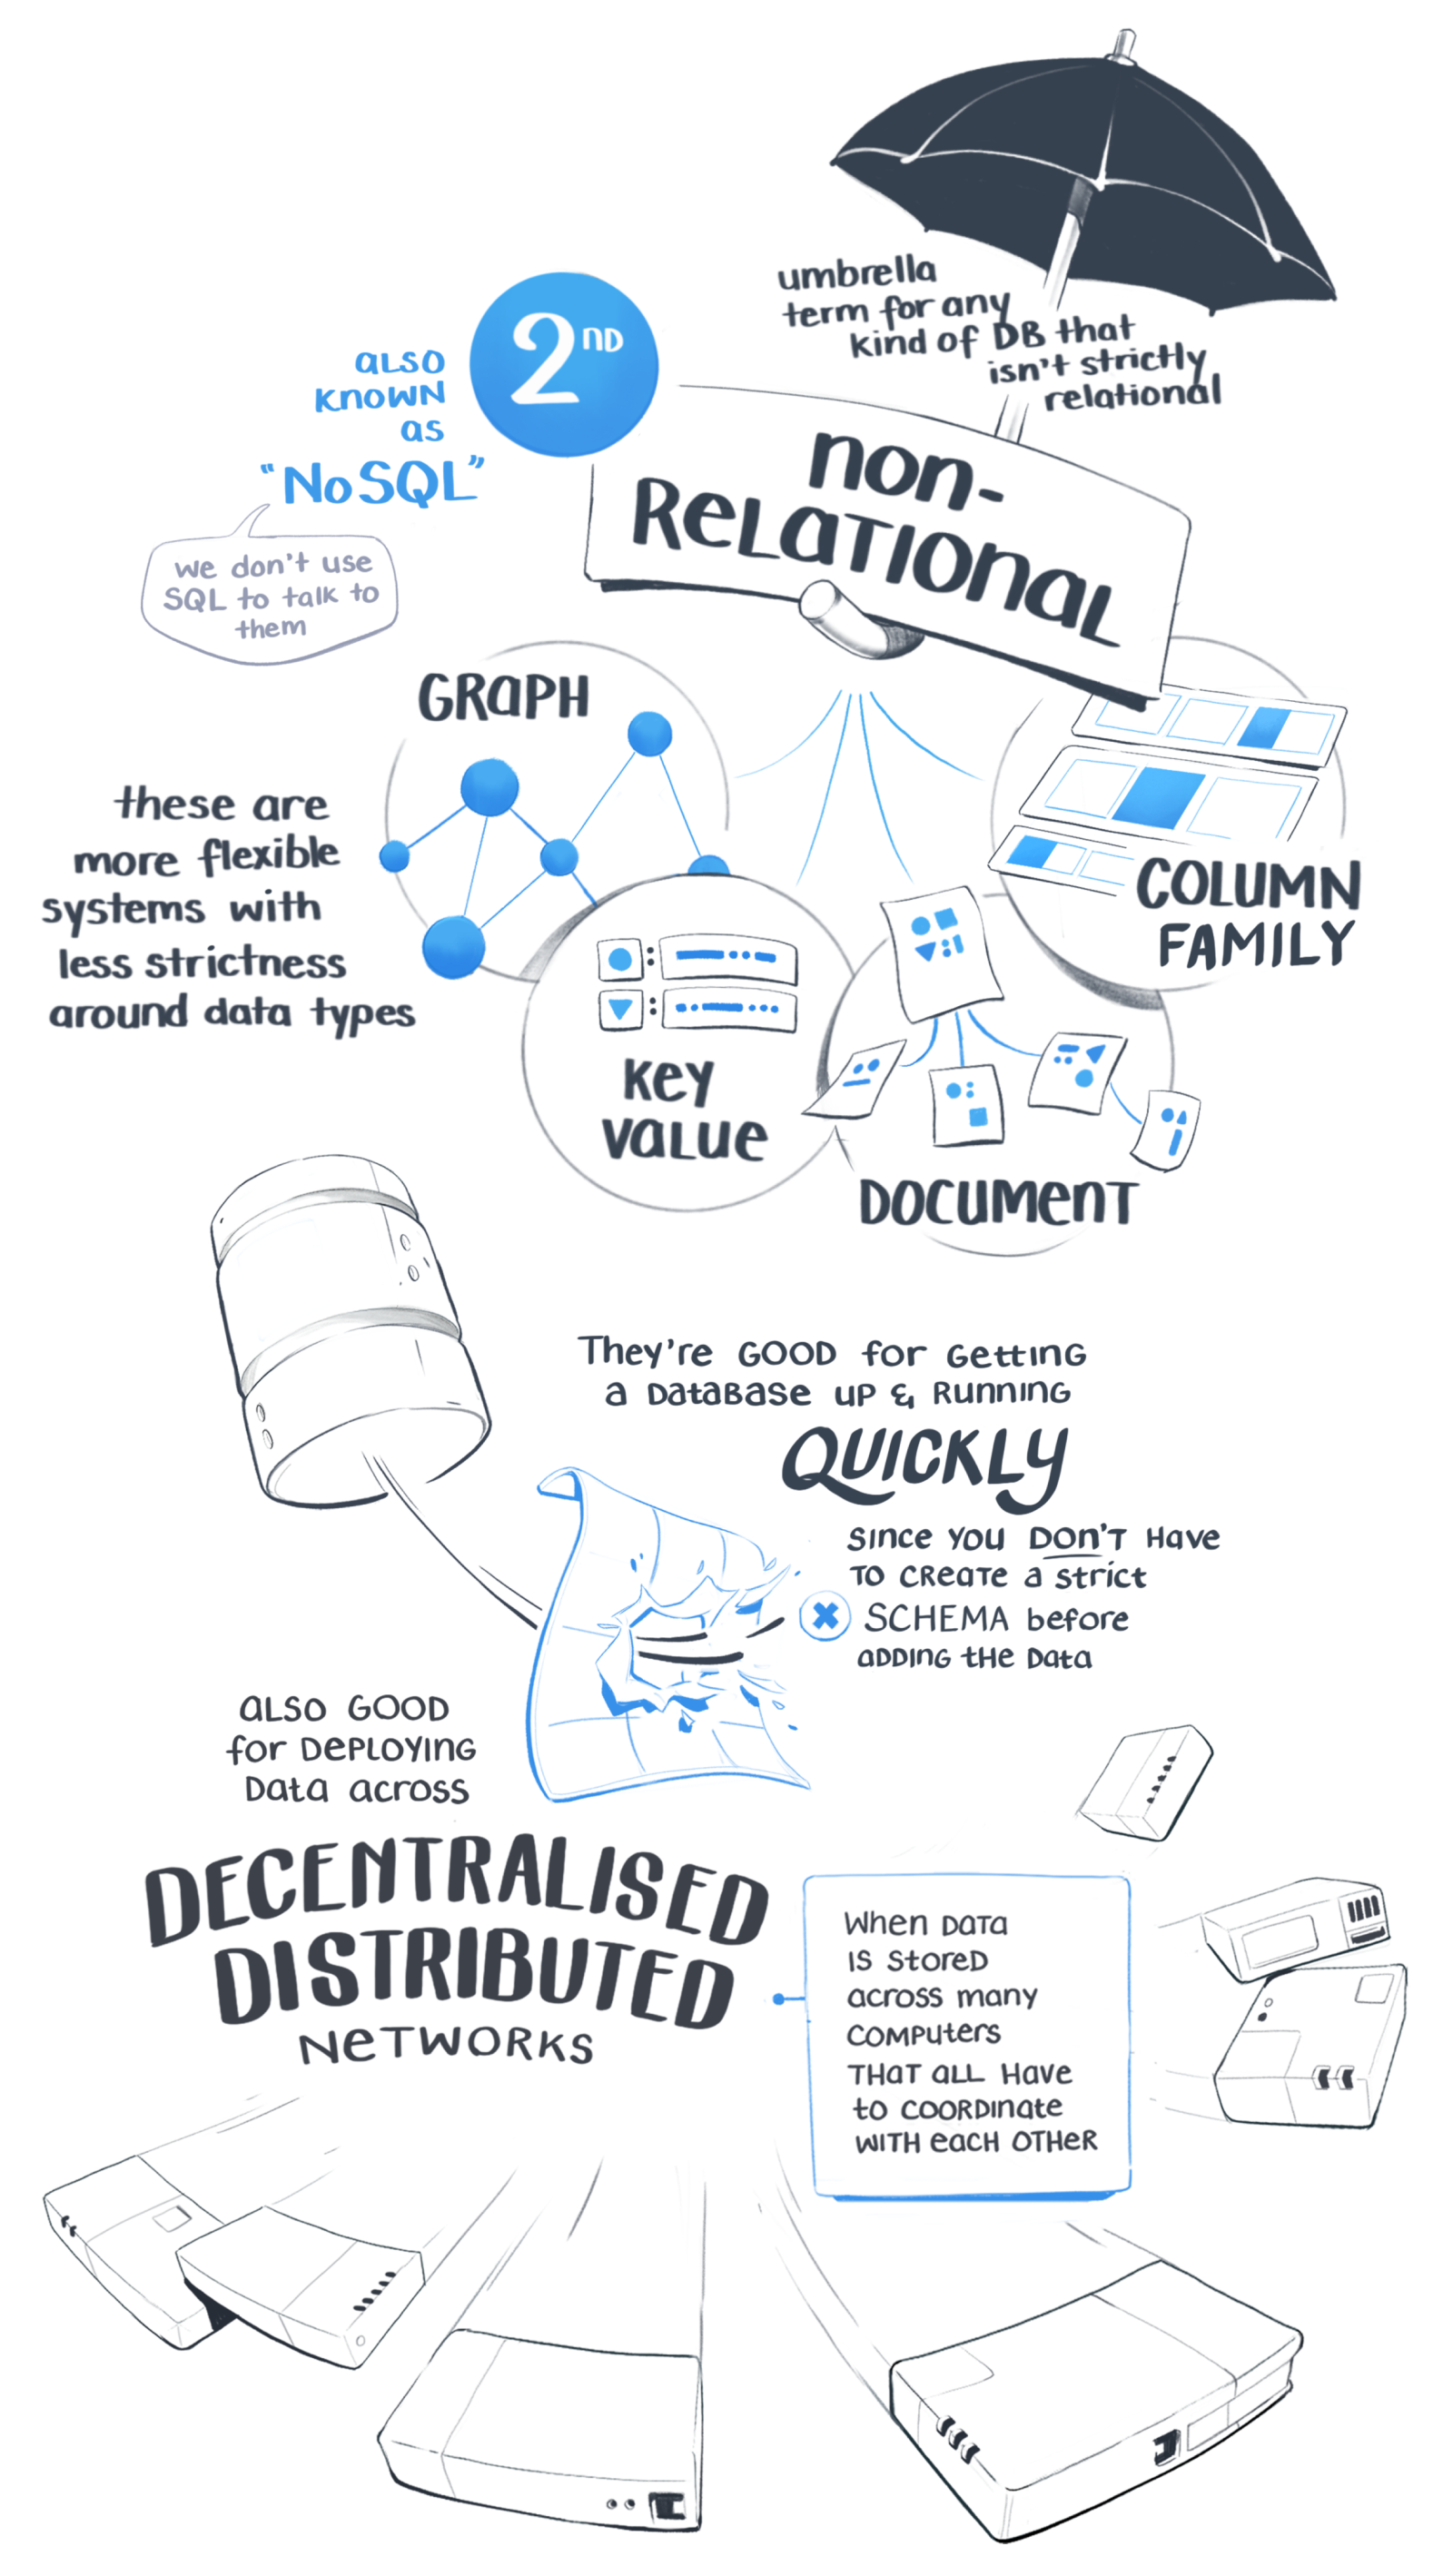 umbrella
term for any
kind of DB that
isn't strictly
relational
2ND
also
known
as
"NoSQL"
we don't use
SQL to talk to
them
non-
Relational
GRaPH
these are
more flexible
systems with
less strictness
around data types
COLUMN
FAMILY
Key
Value
Document
They're GOOD for Getting
a Database up & Running
QUICKLY
Since you Don't Have
to create a strict
SCHEMA before
adding the Data
also GOOD
for Deploying
Data across
DECENTRALISED
DISTRIBUTED
NeTWORKS
When Data
is stored
across many
computers
That all Have
to coordinate
with each other